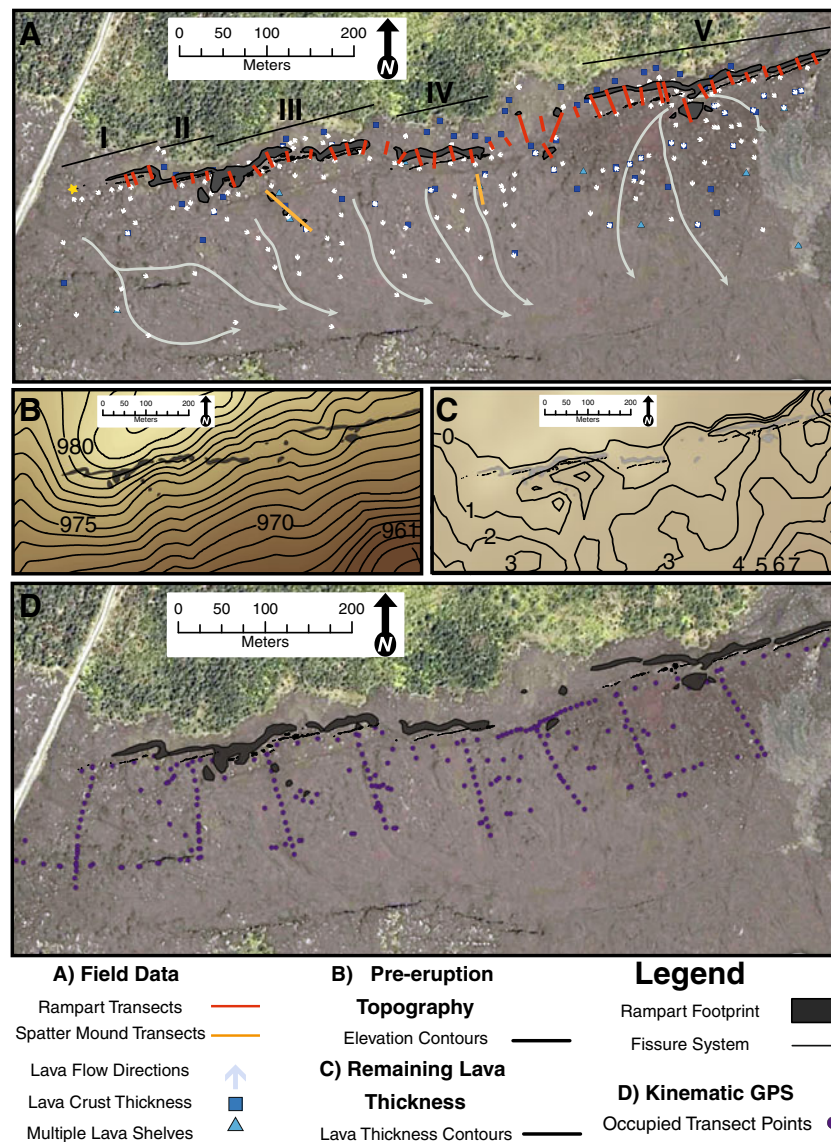 A
0 50 100 200
Meters
N
I
II
III
IV
V
B
0 50 100 200
Meters
N
980
975
970
961
C
0 50 100 200
Meters
N
0
1
2
3
3
4
5
6
7
D
0 50 100 200
Meters
N
A) Field Data
Rampart Transects
Spatter Mound Transects
Lava Flow Directions
Lava Crust Thickness
Multiple Lava Shelves
B) Pre-eruption
Topography
Elevation Contours
C) Remaining Lava
Thickness
Lava Thickness Contours
Legend
Rampart Footprint
Fissure System
D) Kinematic GPS
Occupied Transect Points